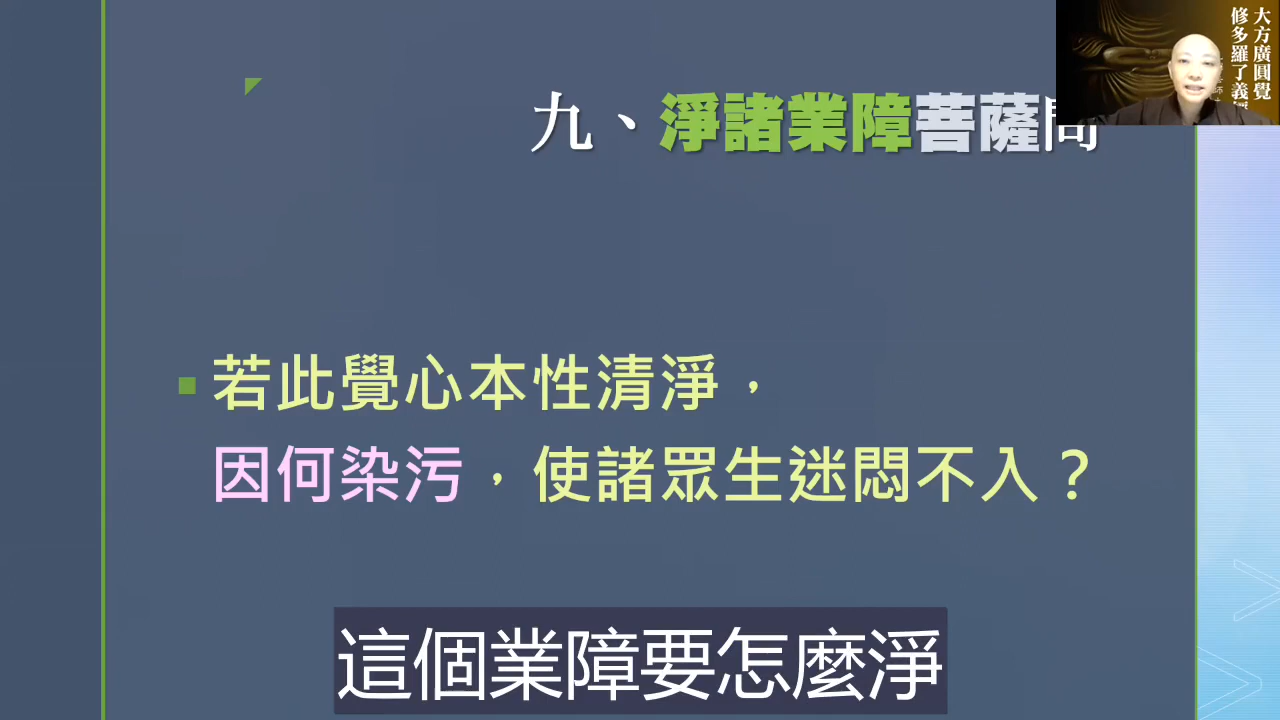 九、淨諸業障菩薩問
大方廣圓覺
修多羅了義經
若此覺心本性清淨，
因何染污，使諸眾生迷悶不入？
這個業障要怎麼淨